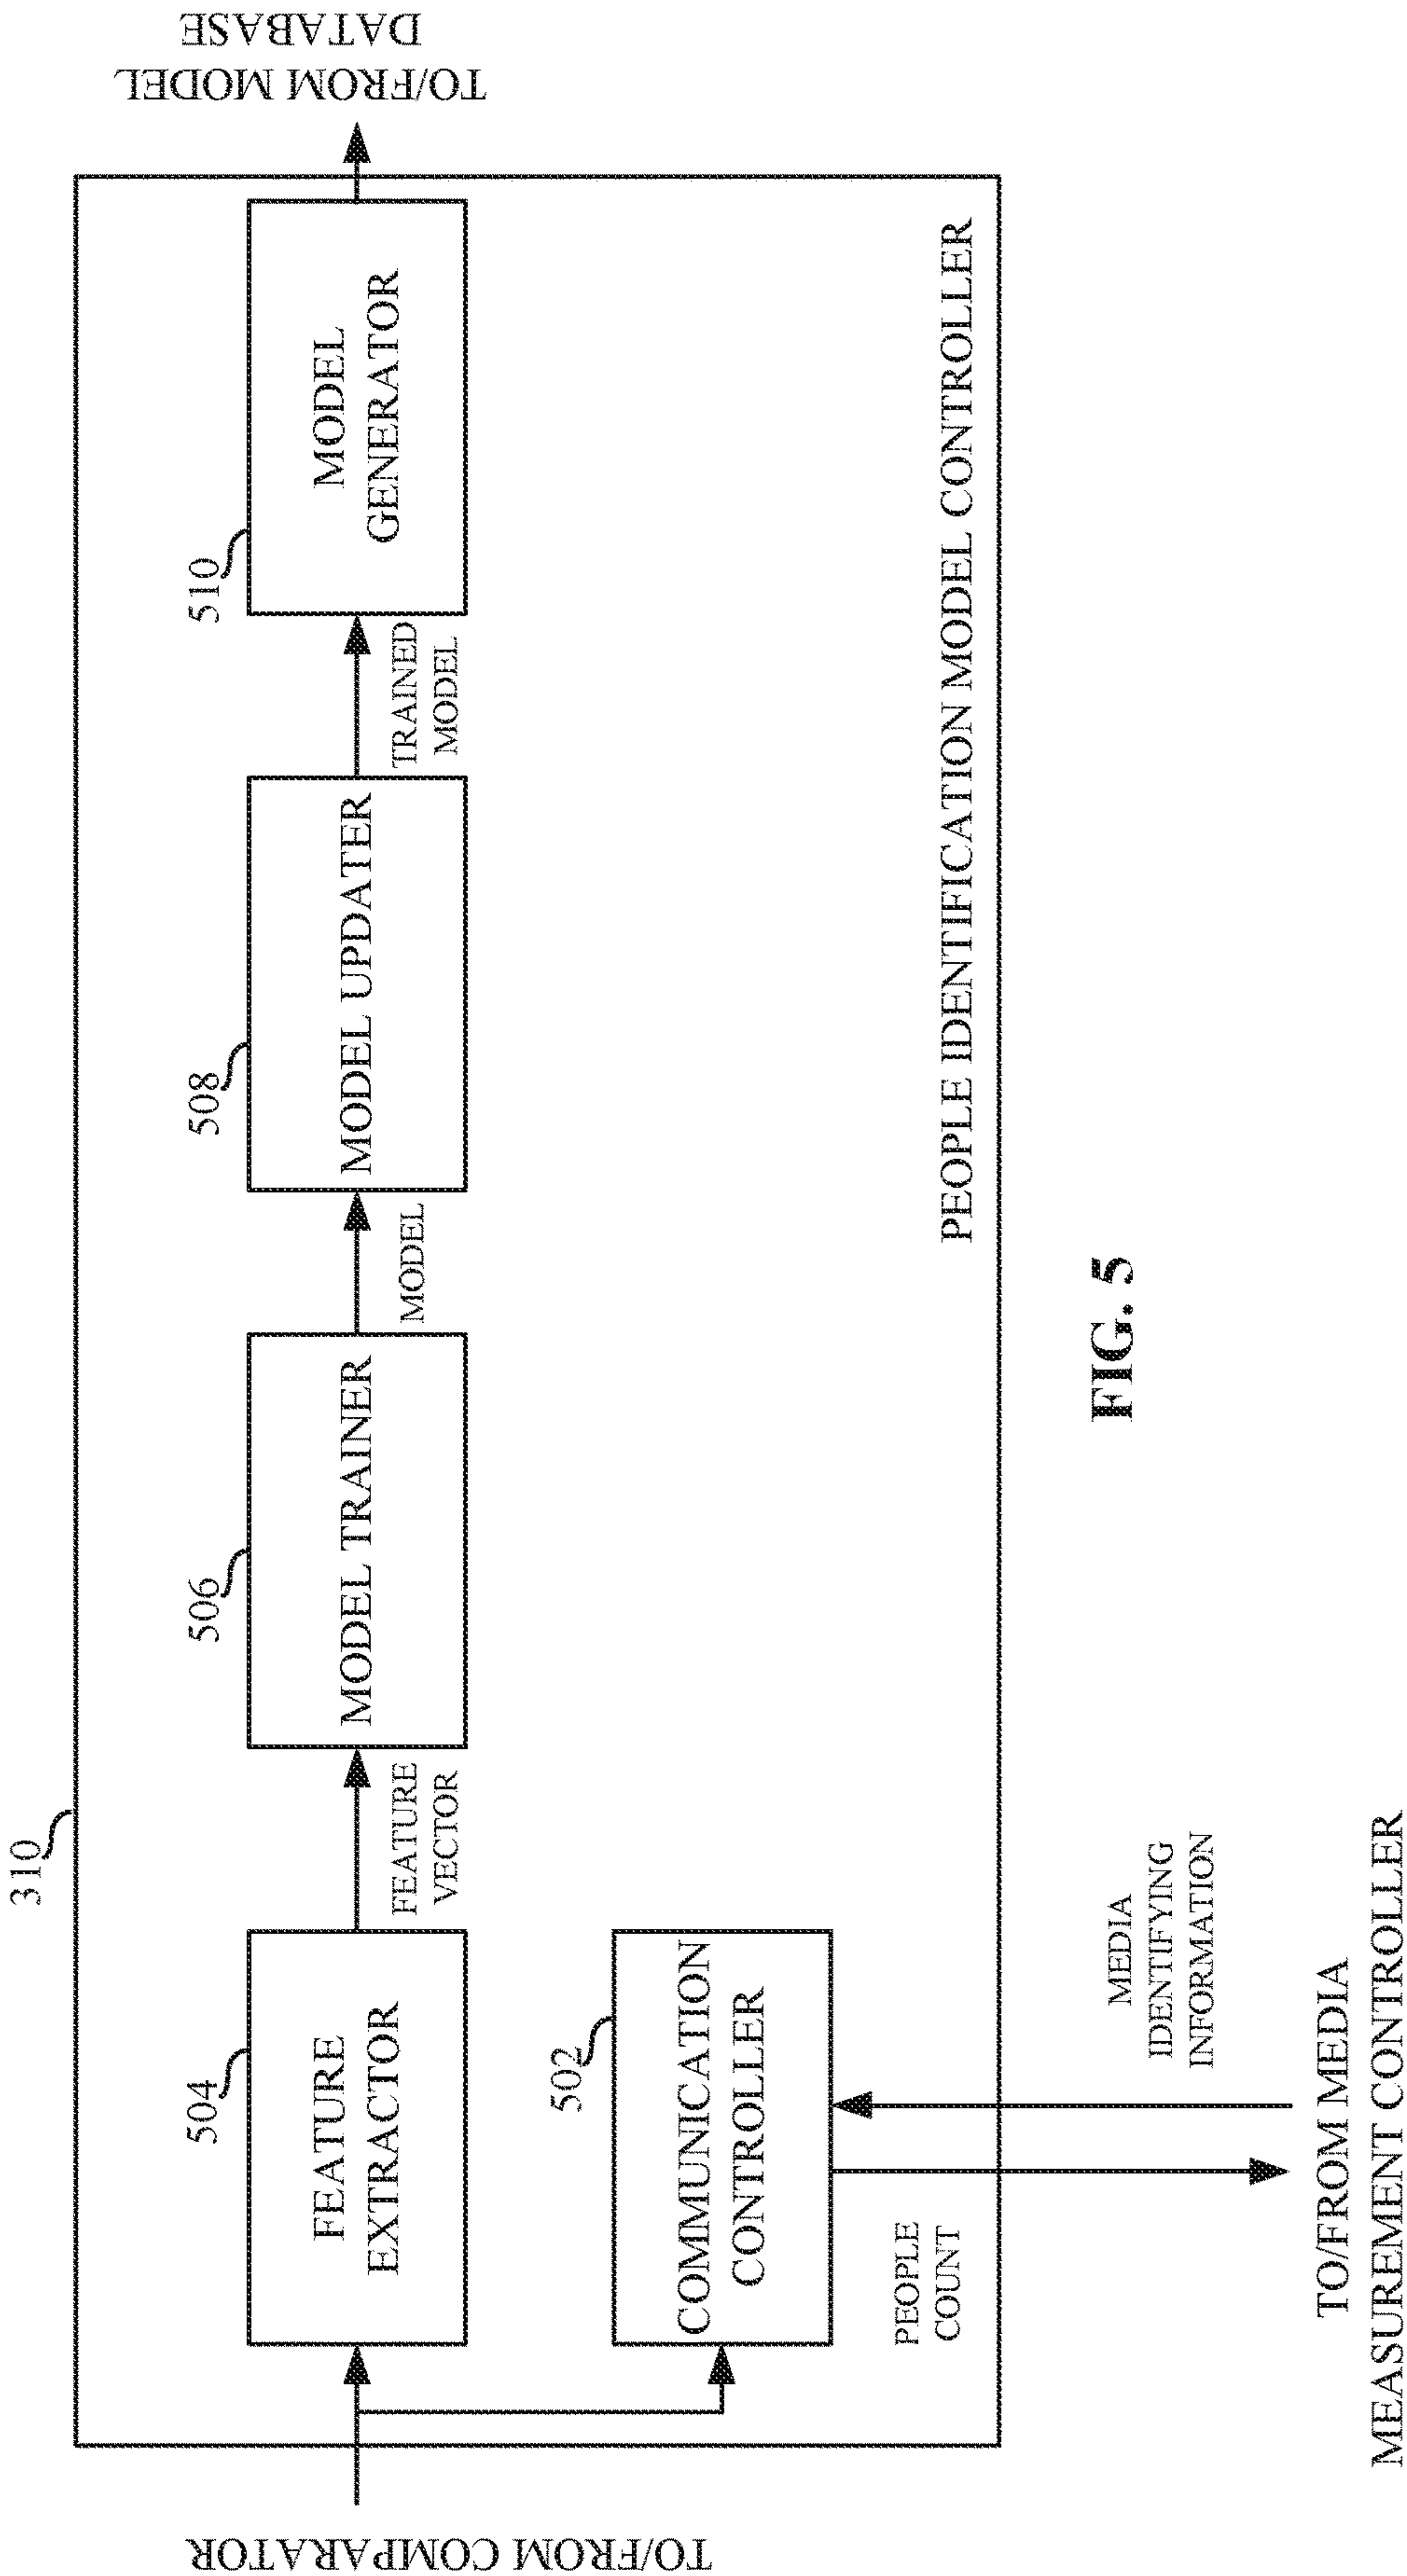 310
TO/FROM COMPARATOR
504
FEATURE
EXTRACTOR
FEATURE
VECTOR
506
MODEL TRAINER
MODEL
508
MODEL UPDATER
TRAINED
MODEL
510
MODEL
GENERATOR
TO/FROM MODEL
DATABASE
502
COMMUNICATION
CONTROLLER
PEOPLE
COUNT
MEDIA
IDENTIFYING
INFORMATION
PEOPLE IDENTIFICATION MODEL CONTROLLER
TO/FROM MEDIA
MEASUREMENT CONTROLLER
FIG. 5